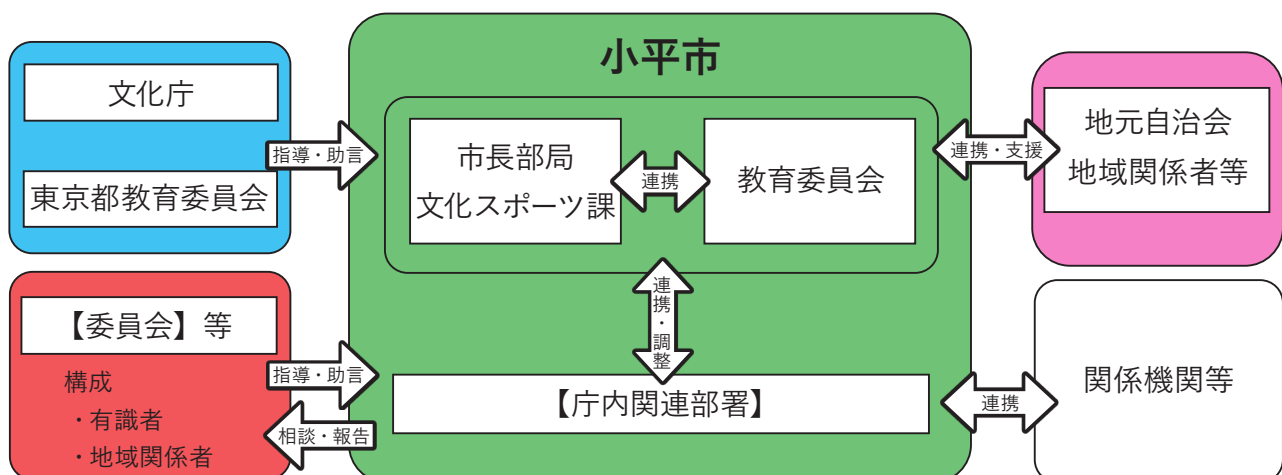 小平市
文化庁
東京都教育委員会
指導・助言
市長部局
文化スポーツ課
連携
教育委員会
連携・支援
地元自治会
地域関係者等
連携・調整
【委員会】等
構成
・有識者
・地域関係者
指導・助言
相談・報告
【庁内関連部署】
連携
関係機関等